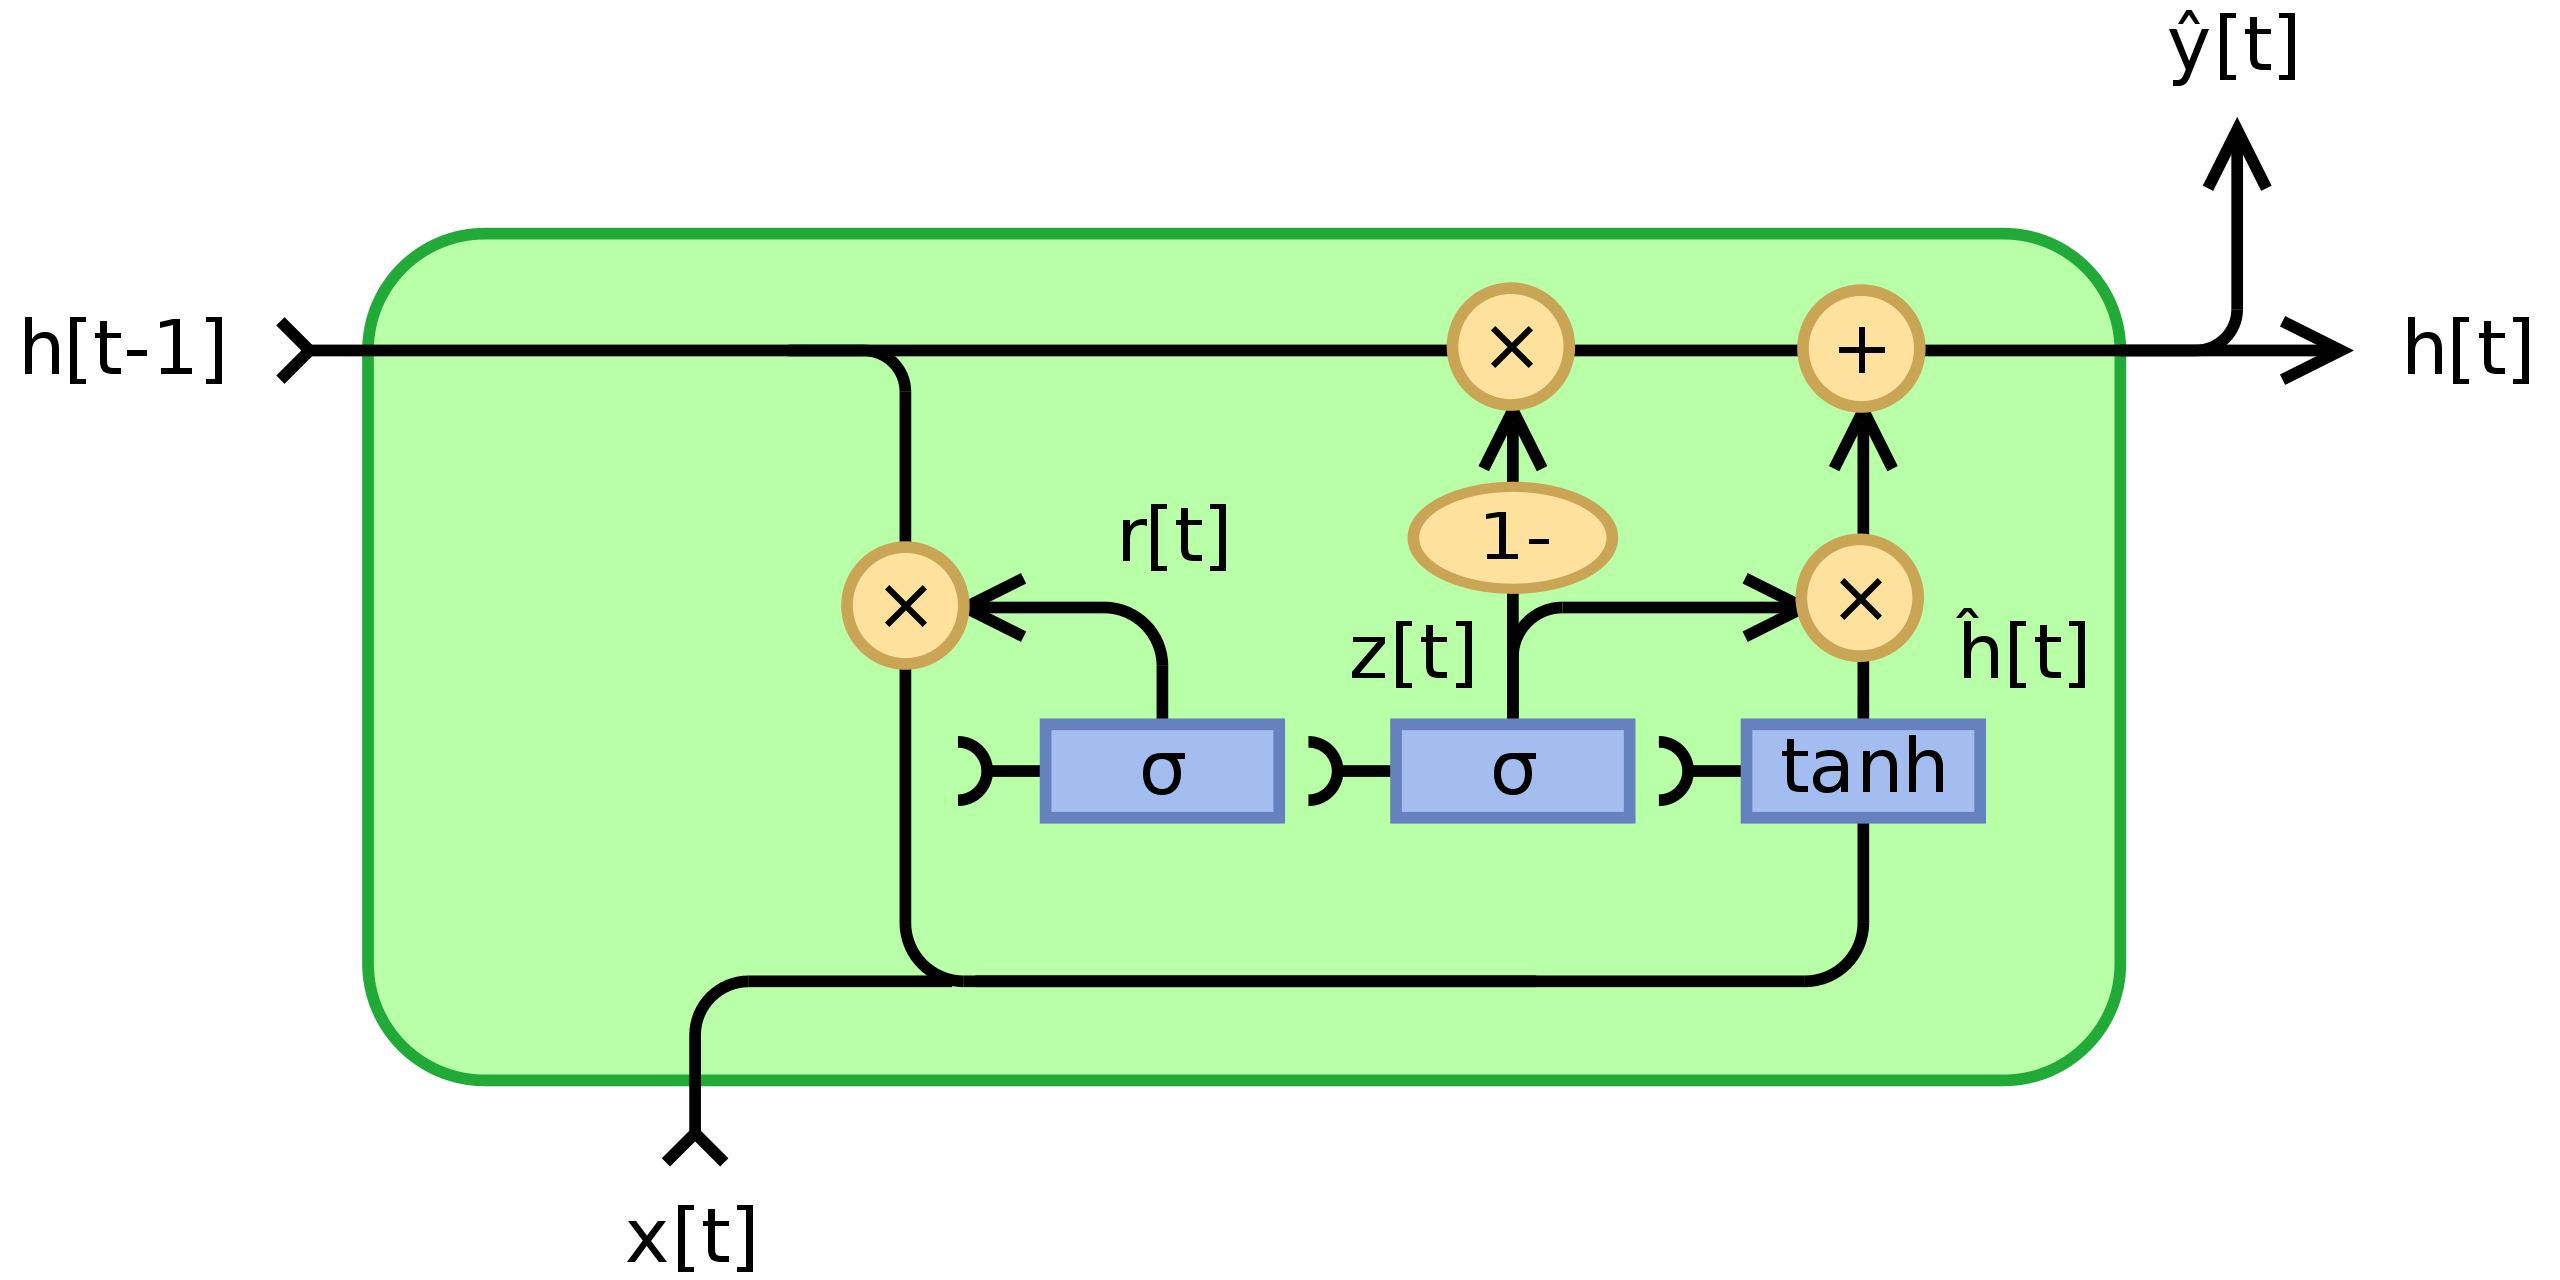 ŷ[t]
h[t-1]
×
+
h[t]
r[t]
1-
×
×
z[t]
ĥ[t]
σ
σ
tanh
x[t]